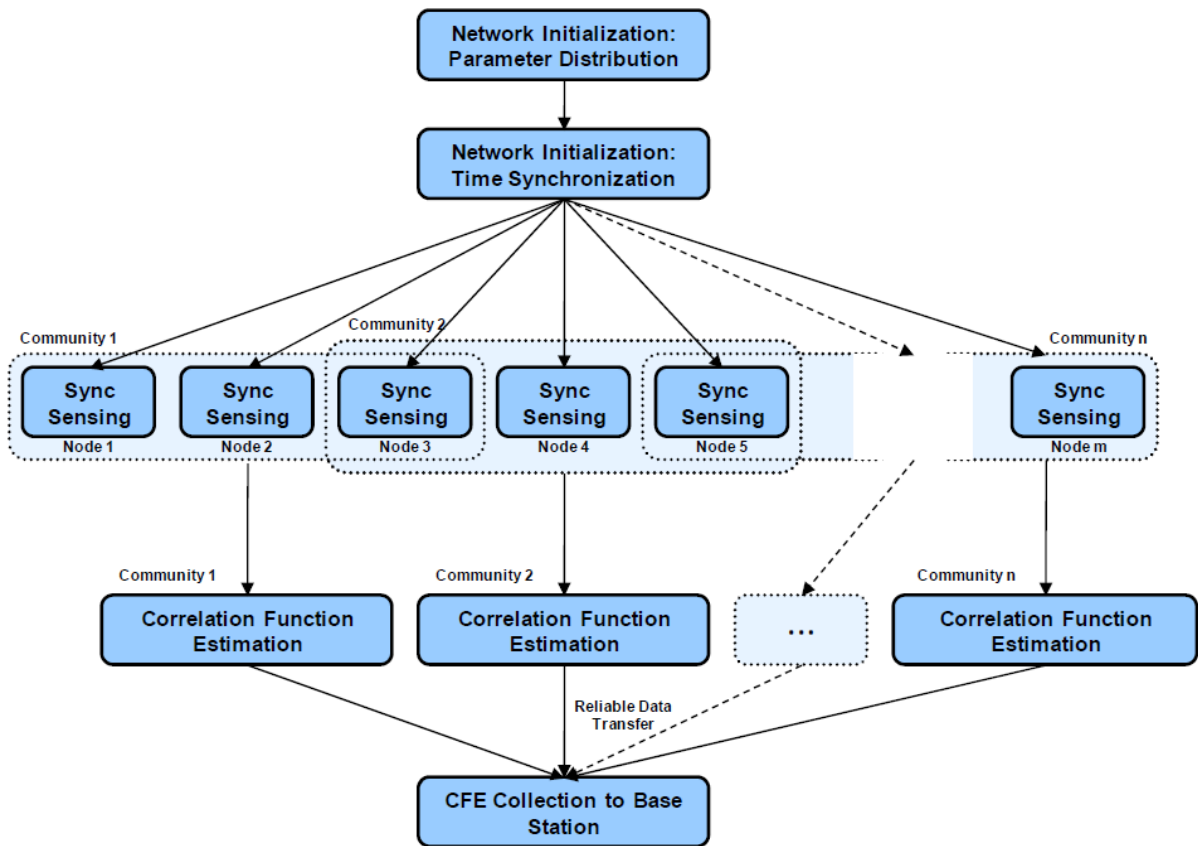 Network Initialization:
Parameter Distribution
Network Initialization:
Time Synchronization
Community 1
Community 2
Community n
Sync
Sensing
Node 1
Sync
Sensing
Node 2
Sync
Sensing
Node 3
Sync
Sensing
Node 4
Sync
Sensing
Node 5
Sync
Sensing
Node m
Community 1
Correlation Function
Estimation
Community 2
Correlation Function
Estimation
...
Community n
Correlation Function
Estimation
Reliable Data
Transfer
CFE Collection to Base
Station